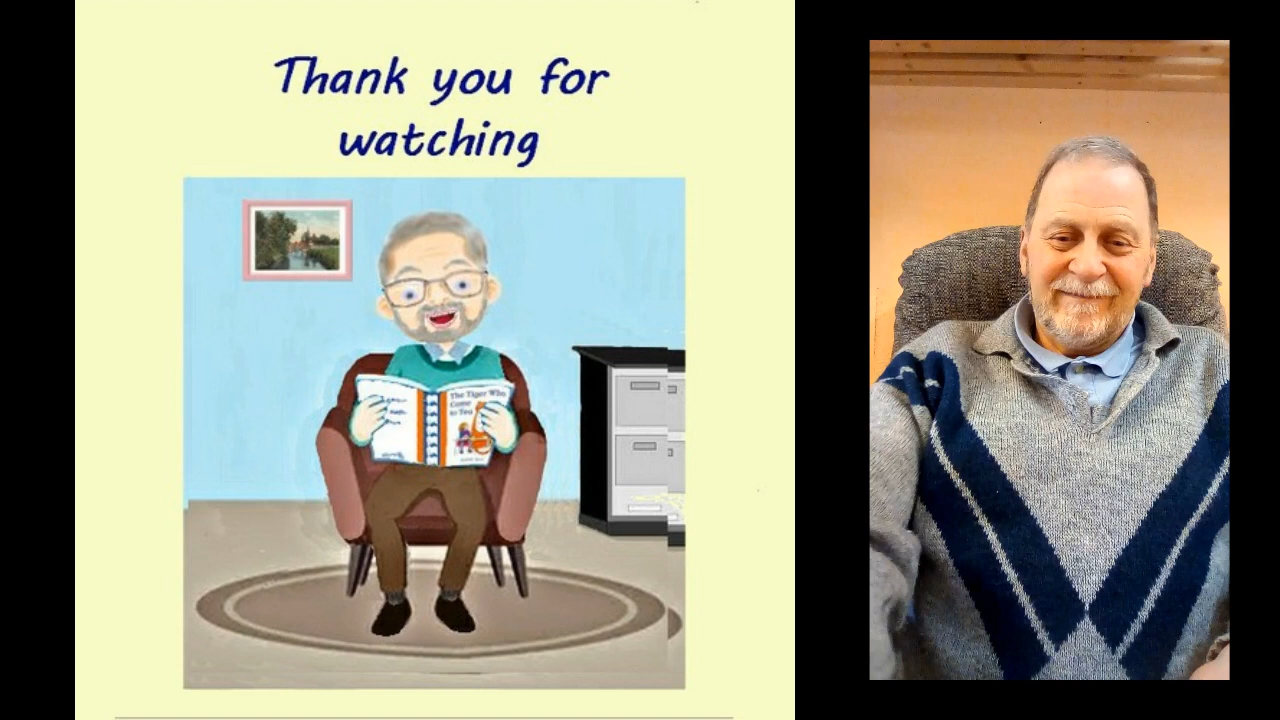 Thank you for
watching
The Tiger Who
Came
to Tea